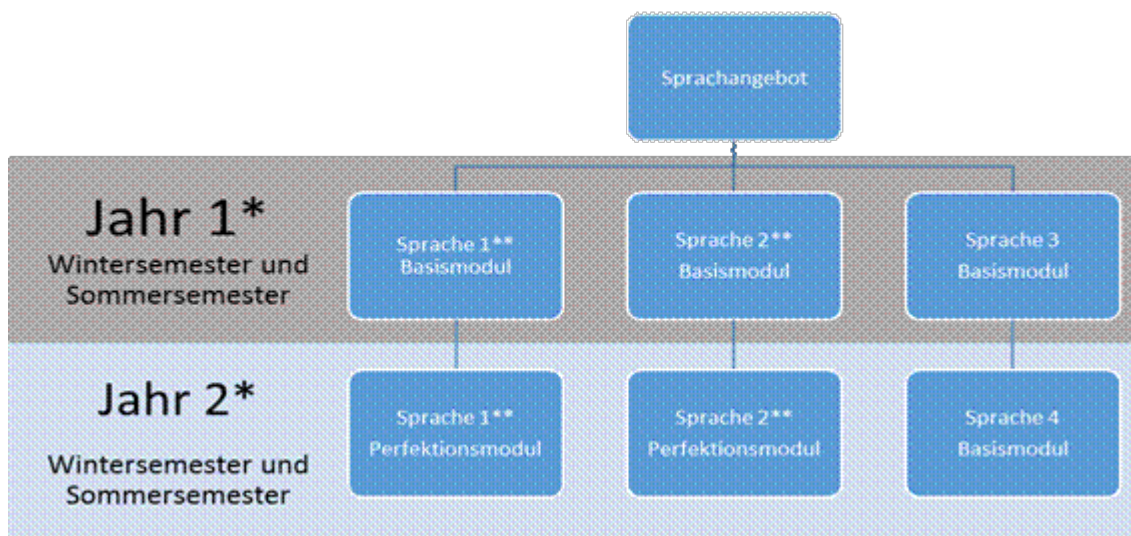 Sprachangebot
Jahr 1*
Wintersemester und
Sommersemester
Sprache 1**
Basismodul
Sprache 2**
Basismodul
Sprache 3
Basismodul
Jahr 2*
Wintersemester und
Sommersemester
Sprache 1**
Perfektionsmodul
Sprache 2**
Perfektionsmodul
Sprache 4
Basismodul